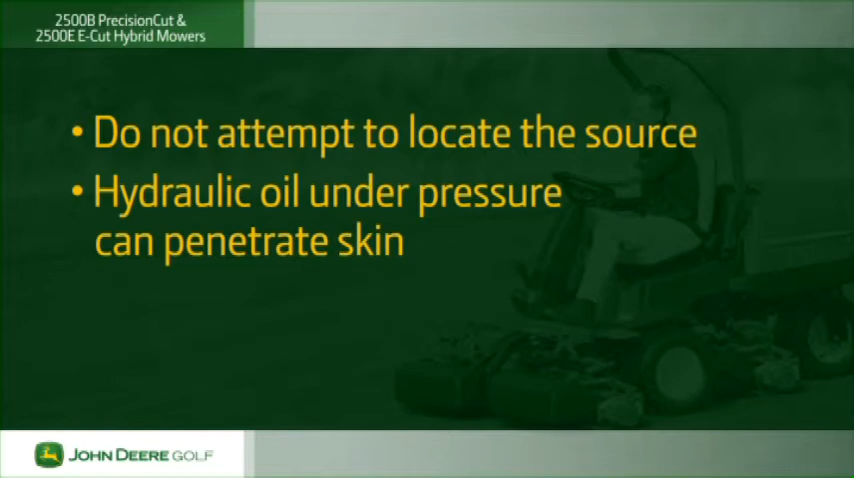 2500B PrecisionCut &
2500E E-Cut Hybrid Mowers
• Do not attempt to locate the source
• Hydraulic oil under pressure
can penetrate skin
JOHN DEERE GOLF